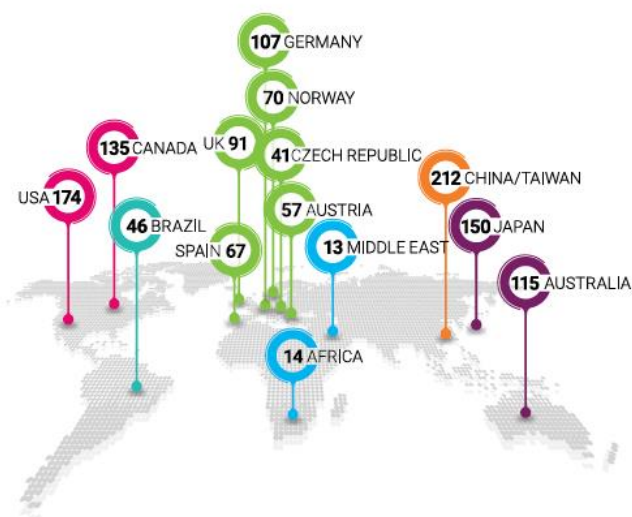 107 GERMANY
70 NORWAY
135 CANADA
UK 91
41 CZECH REPUBLIC
212 CHINA/TAIWAN
USA 174
46 BRAZIL
57 AUSTRIA
150 JAPAN
SPAIN 67
13 MIDDLE EAST
115 AUSTRALIA
14 AFRICA